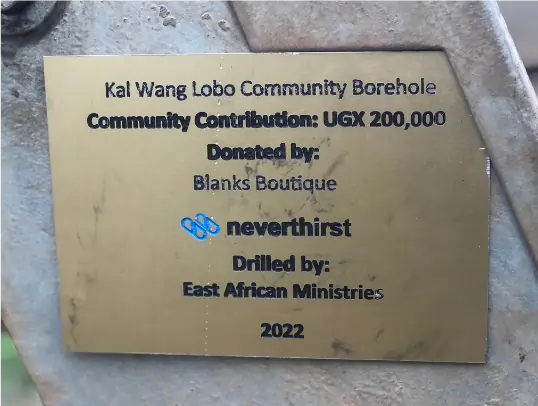 Kal Wang Lobo Community Borehole
Community Contribution: UGX 200,000
Donated by:
Blanks Boutique
neverthirst
Drilled by:
East African Ministries
2022